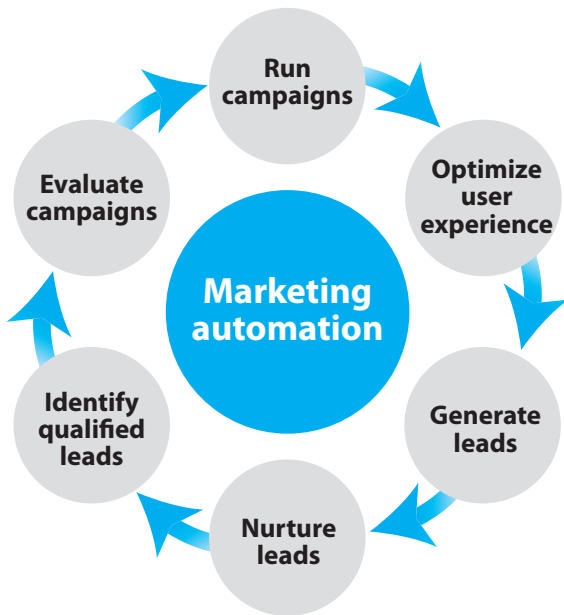 Run
campaigns
Optimize
user
experience
Generate
leads
Nurture
leads
Identify
qualified
leads
Evaluate
campaigns
Marketing
automation